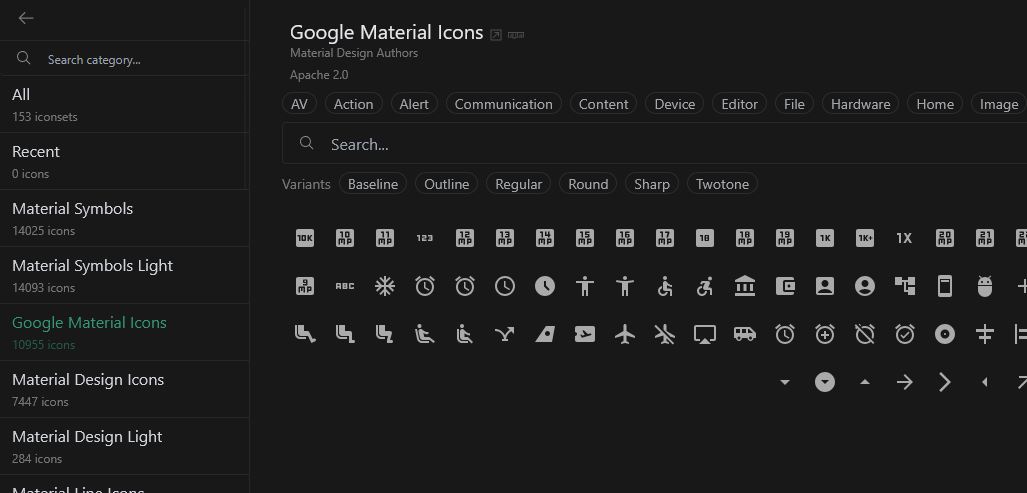 Search category...
All
153 iconsets
Recent
0 icons
Material Symbols
14025 icons
Material Symbols Light
14093 icons
Google Material Icons
10955 icons
Material Design Icons
7447 icons
Material Design Light
284 icons
Material Line Icons
Google Material Icons
Material Design Authors
Apache 2.0
AV Action Alert Communication Content Device Editor File Hardware Home Image
Search...
Variants Baseline Outline Regular Round Sharp Twotone
10K 10 MP 11 MP 123 12 MP 13 MP 14 MP 15 MP 16 MP 17 MP 18 18 MP 19 MP 1K 1K+ 1X 20 MP 21 MP
9 MP ABC